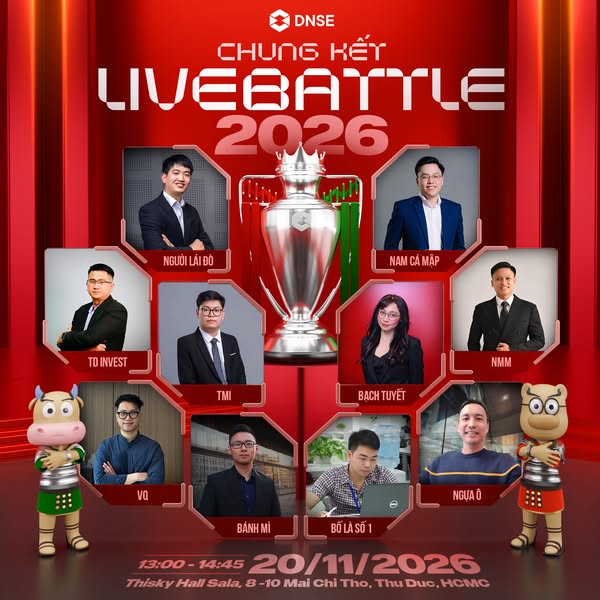 DNSE
CHUNG KẾT
LIVEBATTLE
2026
NGƯỜI LÁI ĐÒ
NAM CÁ MẬP
TD INVEST
TMI
BẠCH TUYẾT
NMM
VQ
BÁNH MÌ
BỐ LÀ SỐ 1
NGỰA Ô
13:00 - 14:45 20/11/2026
Thisky Hall Sala, 8 -10 Mai Chi Tho, Thu Duc, HCMC